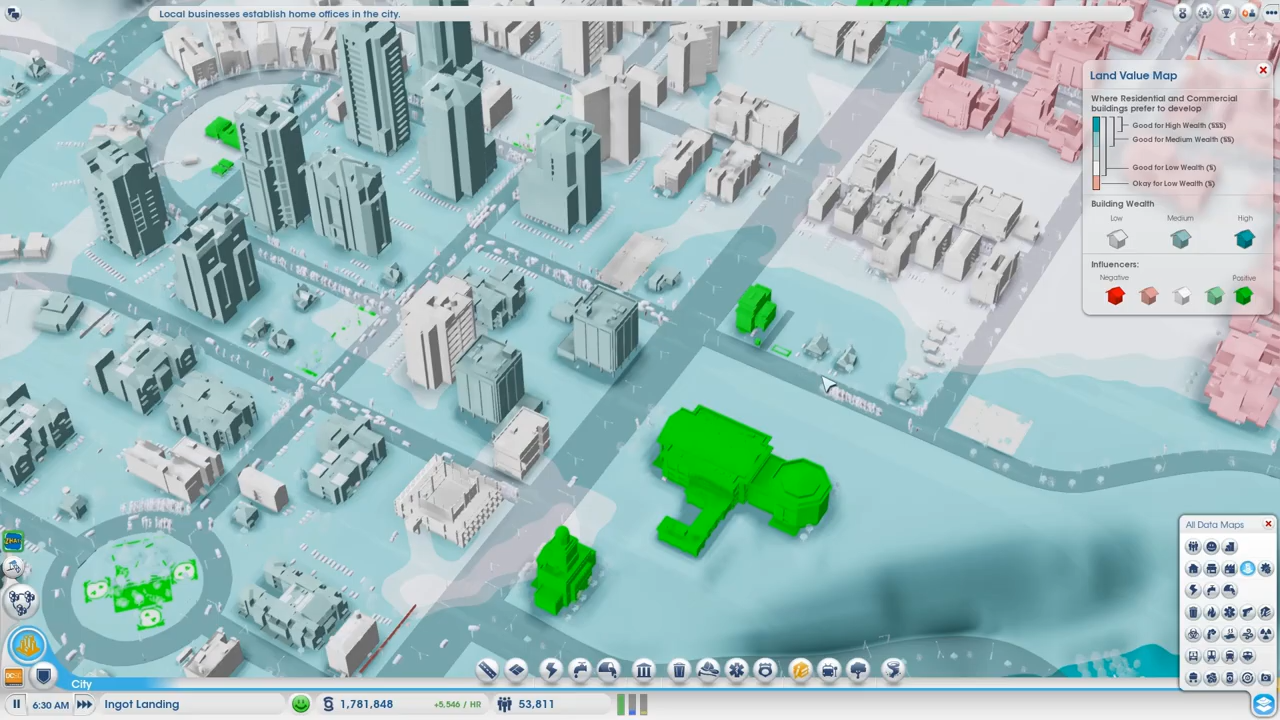 Local businesses establish home offices in the city.
Land Value Map
Where Residential and Commercial
buildings prefer to develop
Good for High Wealth ($$$)
Good for Medium Wealth ($$)
Good for Low Wealth ($)
Okay for Low Wealth ($)
Building Wealth
Low Medium High
Influencers:
Negative Positive
All Data Maps
City
6:30 AM Ingot Landing 1,781,848 +5,546 / HR 53,811